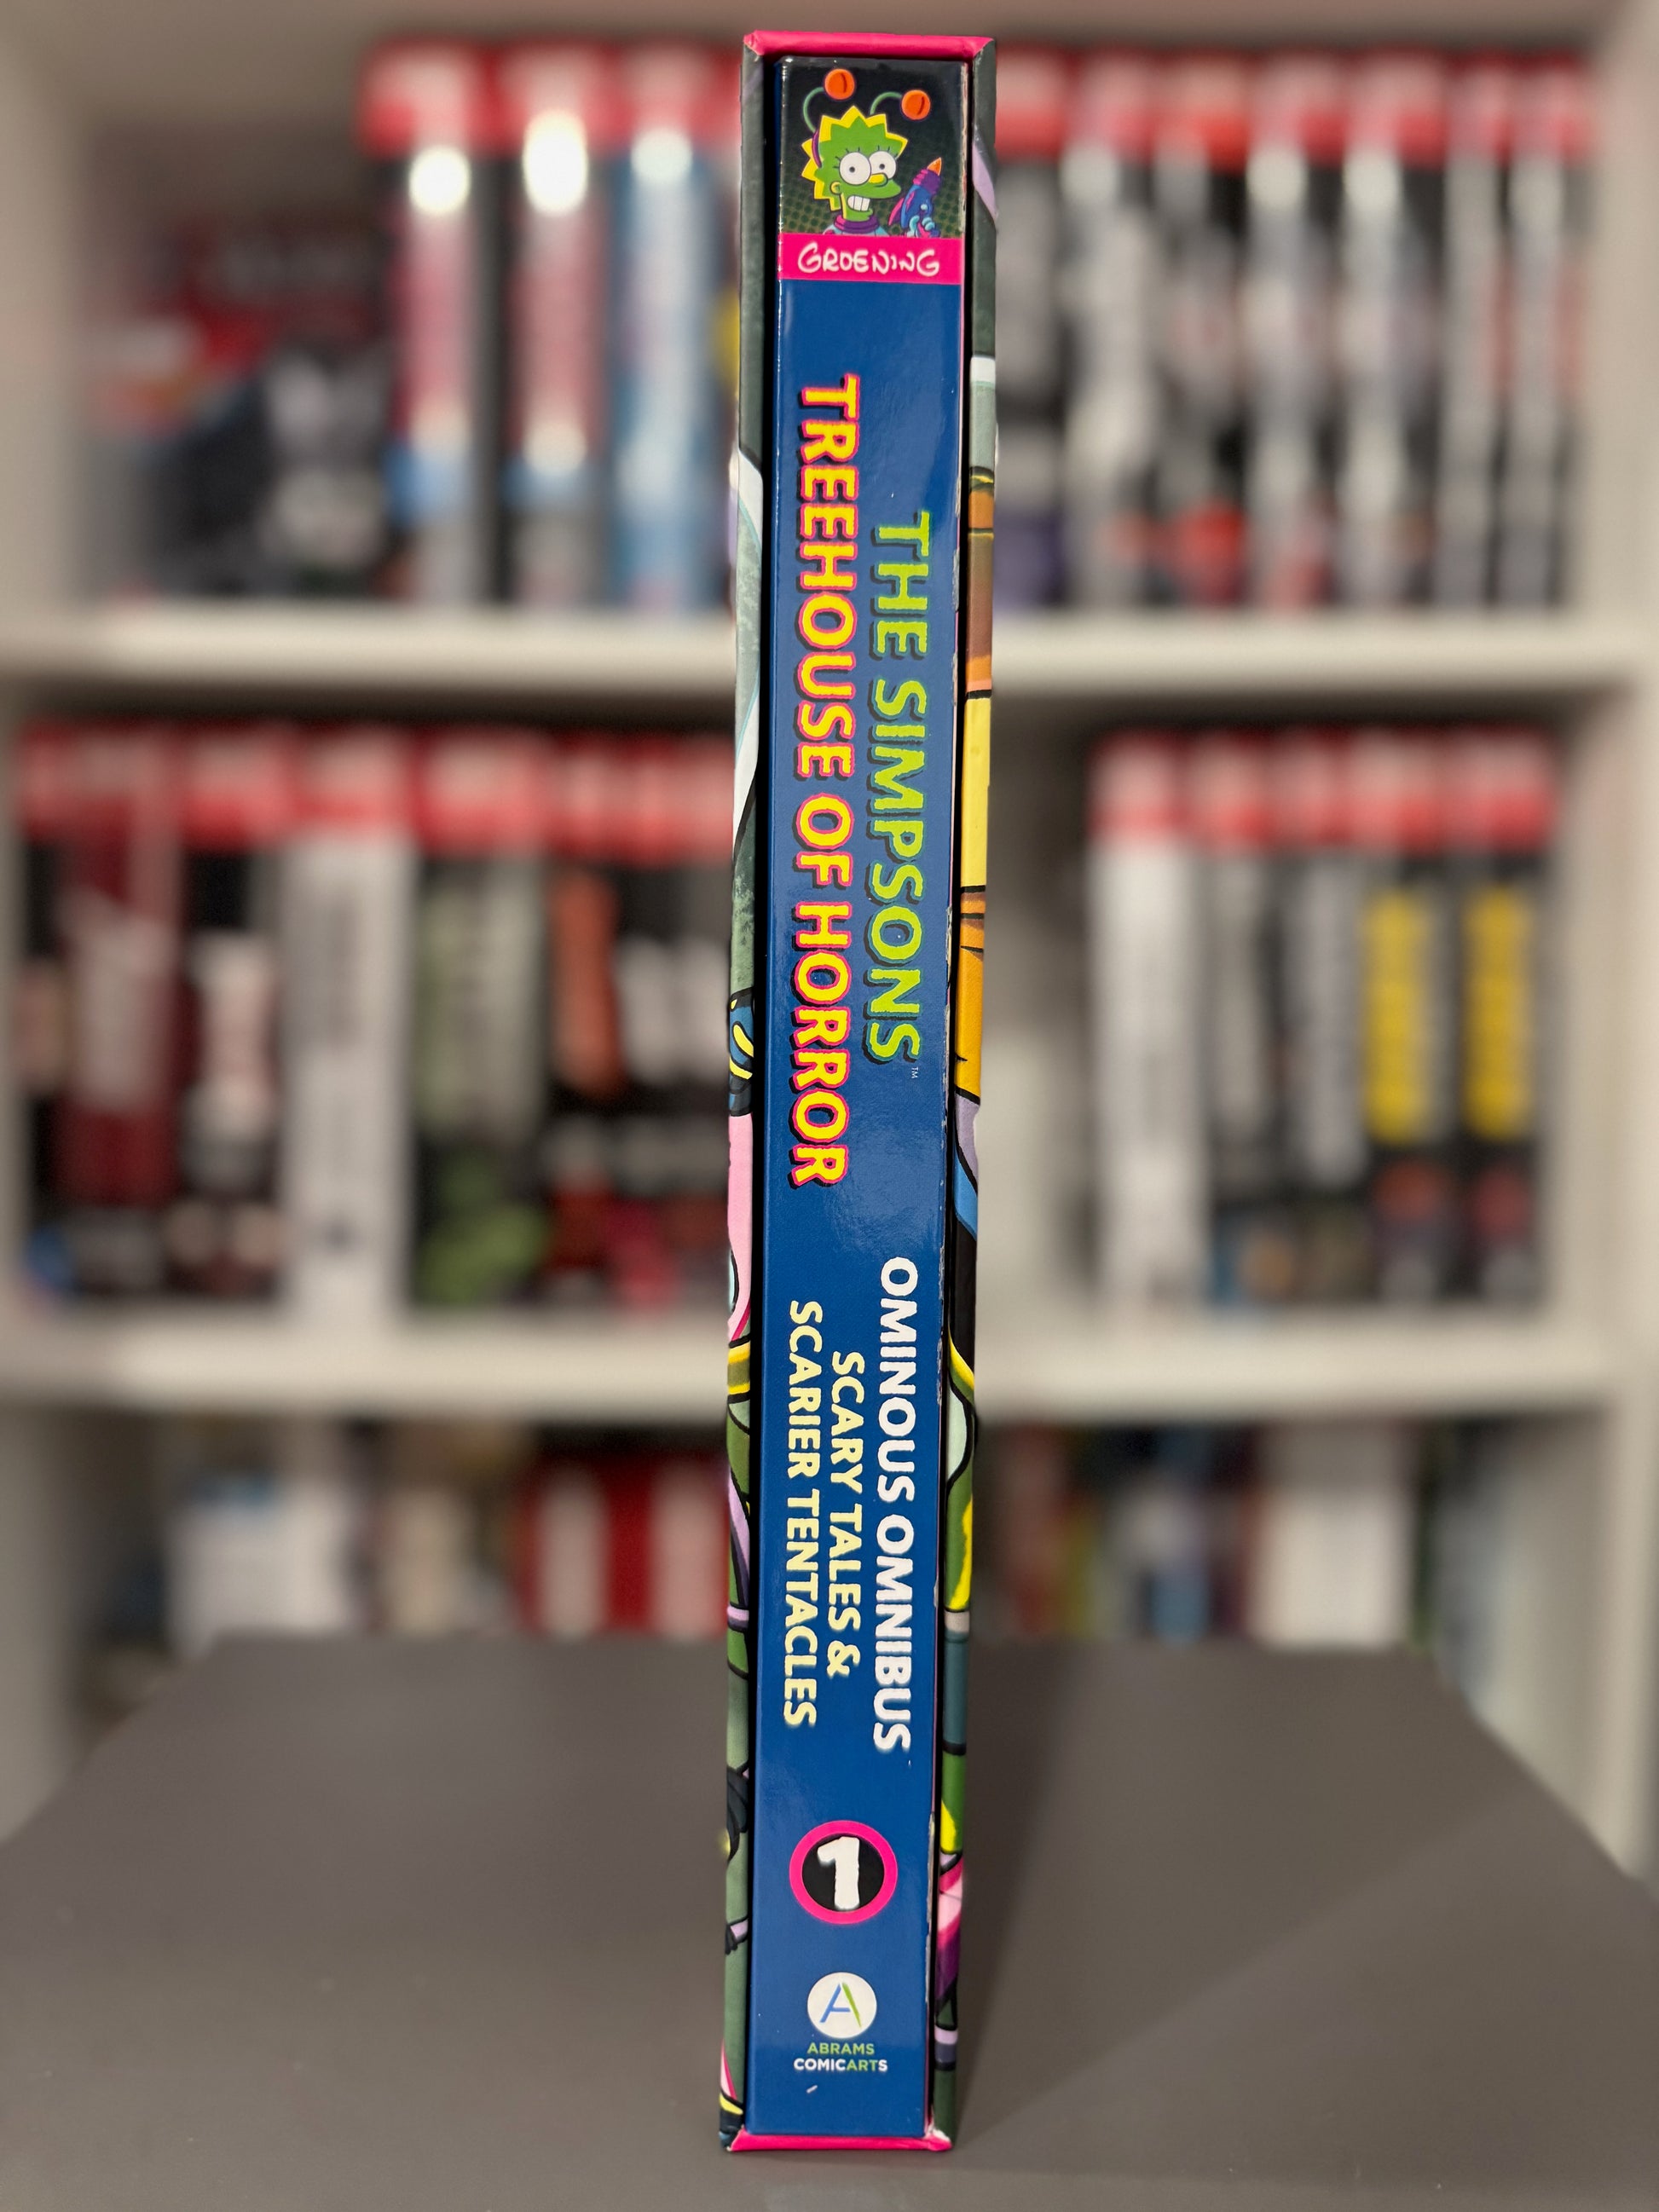 GROENING
THE SIMPSONS™
TREEHOUSE OF HORROR
OMINOUS OMNIBUS
SCARY TALES &
SCARIER TENTACLES
1
A
ABRAMS
COMICARTS